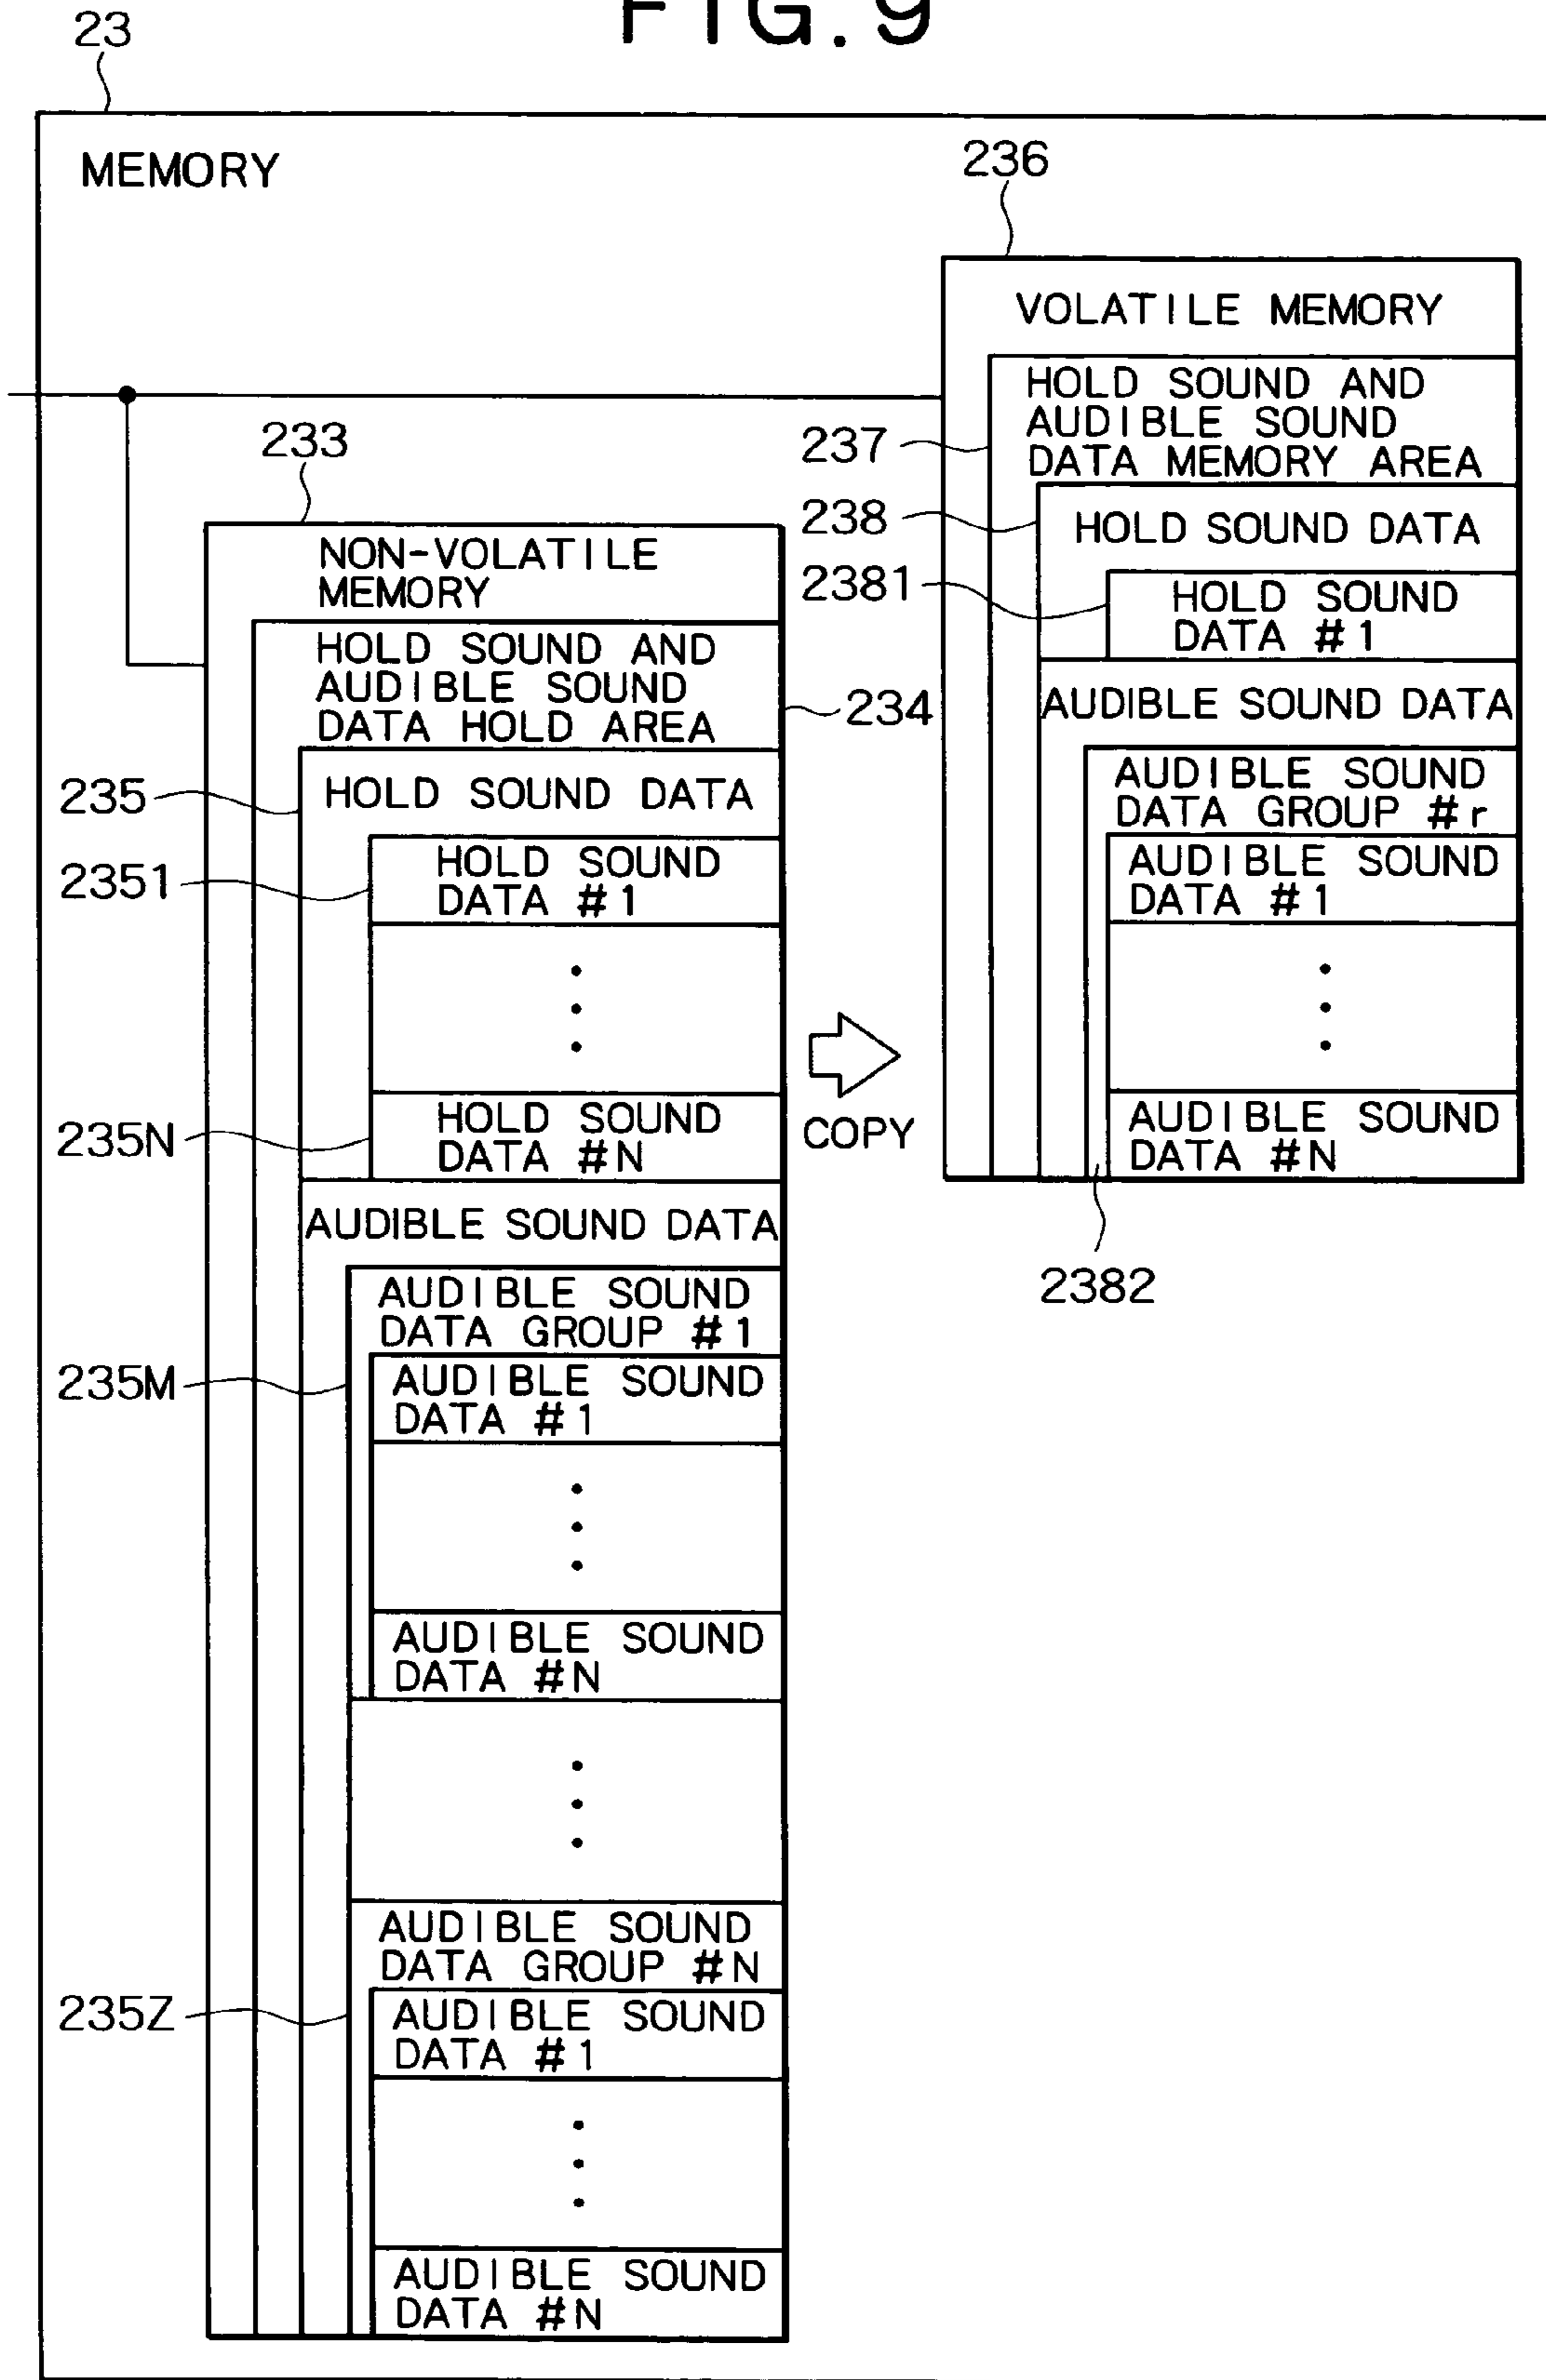 FIG. 9
23
MEMORY
236
VOLATILE MEMORY
237
HOLD SOUND AND
AUDIBLE SOUND
DATA MEMORY AREA
238
HOLD SOUND DATA
2381
HOLD SOUND
DATA #1
AUDIBLE SOUND DATA
AUDIBLE SOUND
DATA GROUP #r
AUDIBLE SOUND
DATA #1
AUDIBLE SOUND
DATA #N
2382
233
NON-VOLATILE
MEMORY
HOLD SOUND AND
AUDIBLE SOUND
DATA HOLD AREA
234
235
HOLD SOUND DATA
2351
HOLD SOUND
DATA #1
235N
HOLD SOUND
DATA #N
COPY
AUDIBLE SOUND DATA
AUDIBLE SOUND
DATA GROUP #1
235M
AUDIBLE SOUND
DATA #1
AUDIBLE SOUND
DATA #N
AUDIBLE SOUND
DATA GROUP #N
235Z
AUDIBLE SOUND
DATA #1
AUDIBLE SOUND
DATA #N